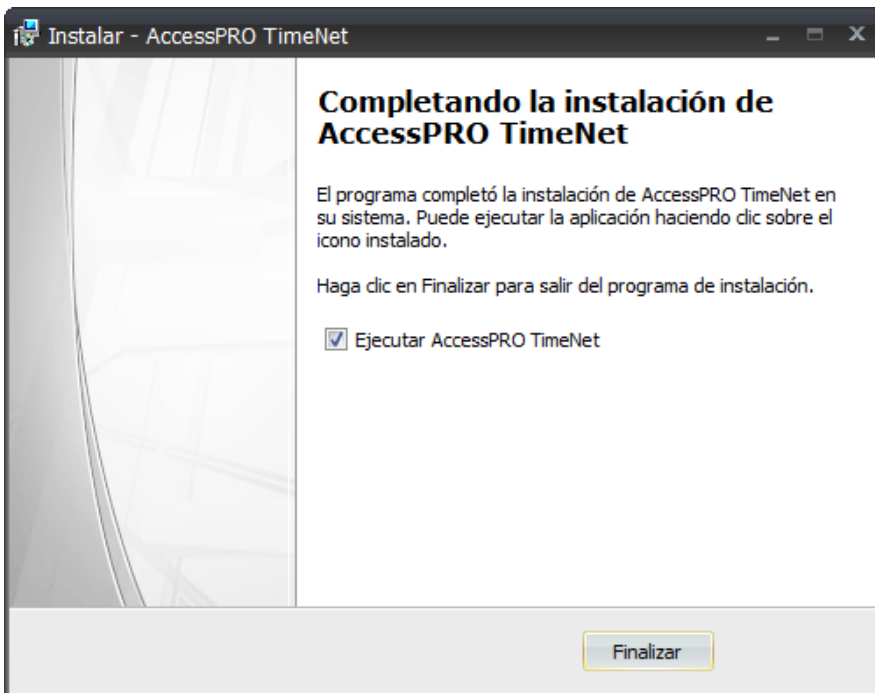 Instalar - AccessPRO TimeNet
Completando la instalación de
AccessPRO TimeNet
El programa completó la instalación de AccessPRO TimeNet en
su sistema. Puede ejecutar la aplicación haciendo clic sobre el
icono instalado.
Haga clic en Finalizar para salir del programa de instalación.
Ejecutar AccessPRO TimeNet
Finalizar